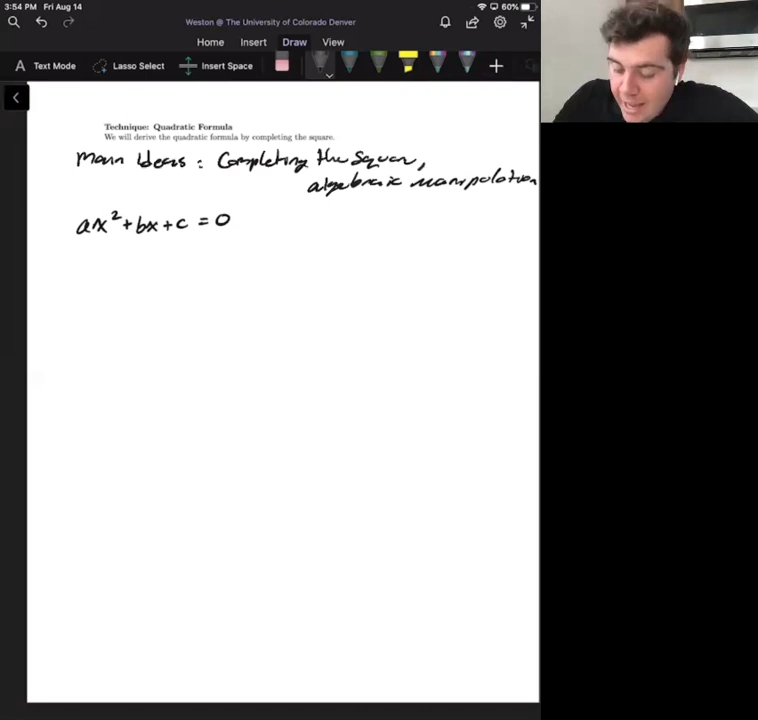 3:54 PM Fri Aug 14
60%
Weston @ The University of Colorado Denver
Home Insert Draw View
A Text Mode Lasso Select Insert Space
Technique: Quadratic Formula
We will derive the quadratic formula by completing the square.
Main Ideas : Completing the Square,
algebraic manipulation
ax² + bx + c = 0